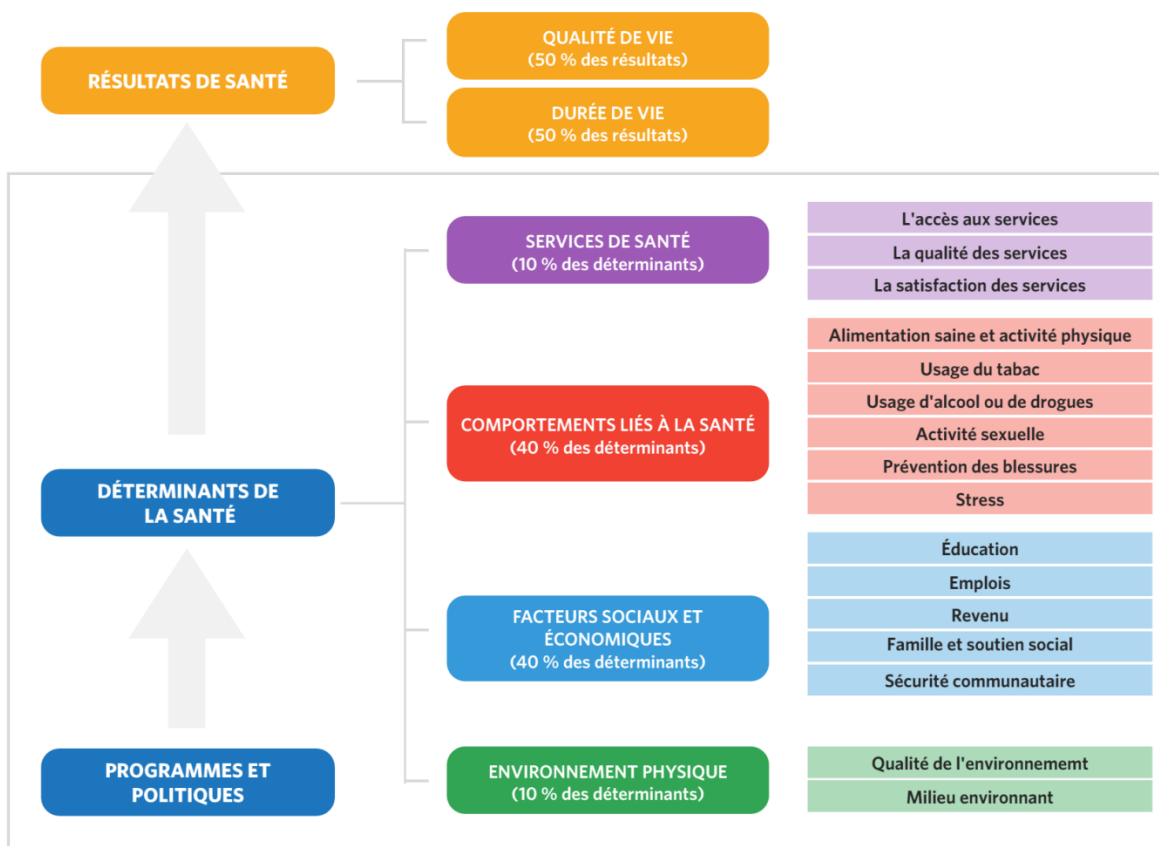 RÉSULTATS DE SANTÉ
QUALITÉ DE VIE
(50 % des résultats)
DURÉE DE VIE
(50 % des résultats)
DÉTERMINANTS DE
LA SANTÉ
SERVICES DE SANTÉ
(10 % des déterminants)
L'accès aux services
La qualité des services
La satisfaction des services
COMPORTEMENTS LIÉS À LA SANTÉ
(40 % des déterminants)
Alimentation saine et activité physique
Usage du tabac
Usage d'alcool ou de drogues
Activité sexuelle
Prévention des blessures
Stress
FACTEURS SOCIAUX ET
ÉCONOMIQUES
(40 % des déterminants)
Éducation
Emplois
Revenu
Famille et soutien social
Sécurité communautaire
ENVIRONNEMENT PHYSIQUE
(10 % des déterminants)
Qualité de l'environnememt
Milieu environnant
PROGRAMMES ET
POLITIQUES